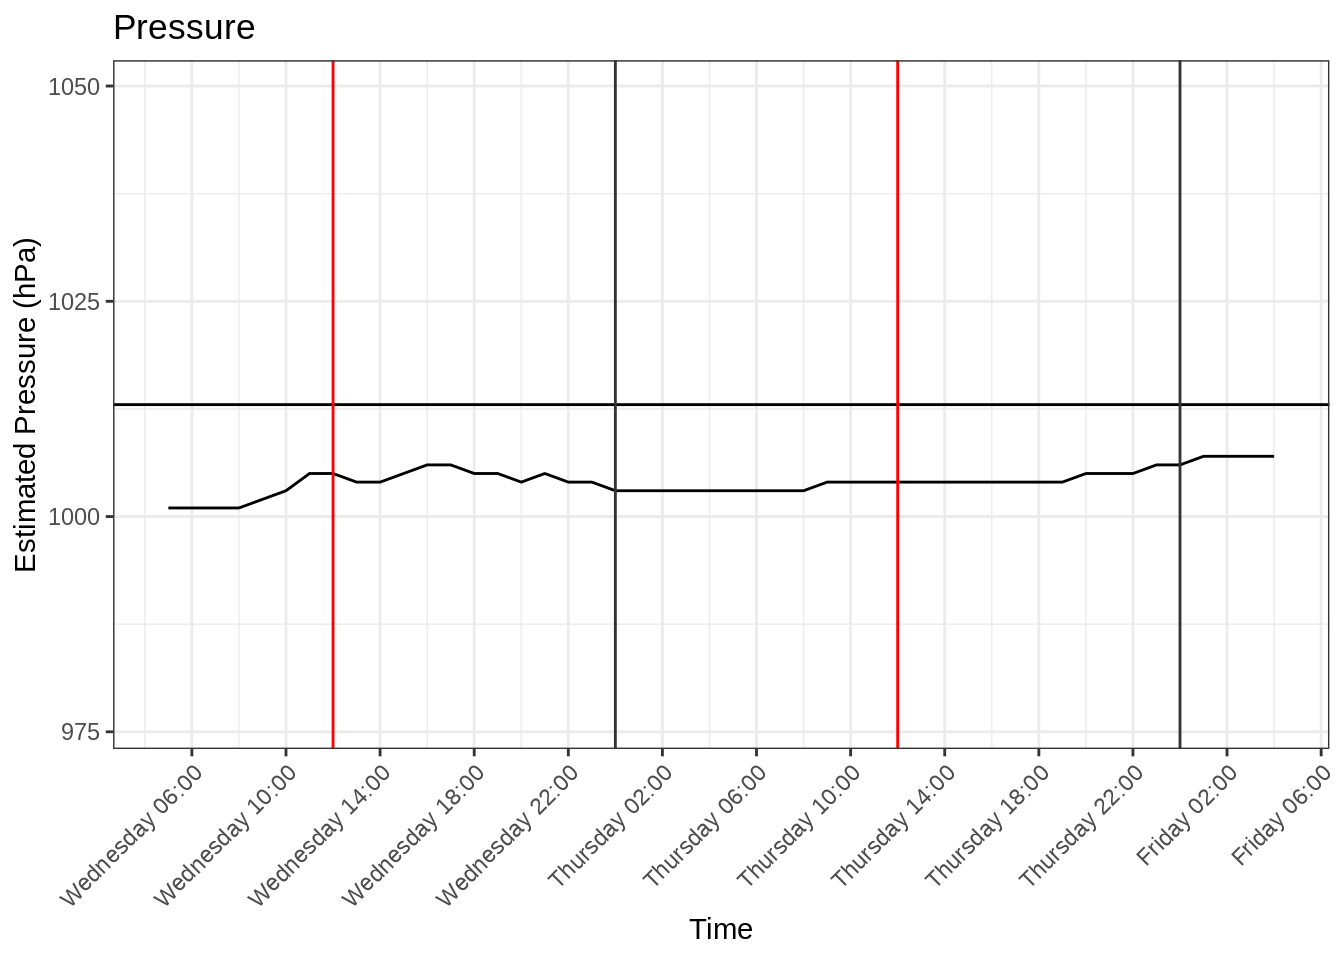 Pressure
Estimated Pressure (hPa)
1050
1025
1000
975
Wednesday 06:00
Wednesday 10:00
Wednesday 14:00
Wednesday 18:00
Wednesday 22:00
Thursday 02:00
Thursday 06:00
Thursday 10:00
Thursday 14:00
Thursday 18:00
Thursday 22:00
Friday 02:00
Friday 06:00
Time